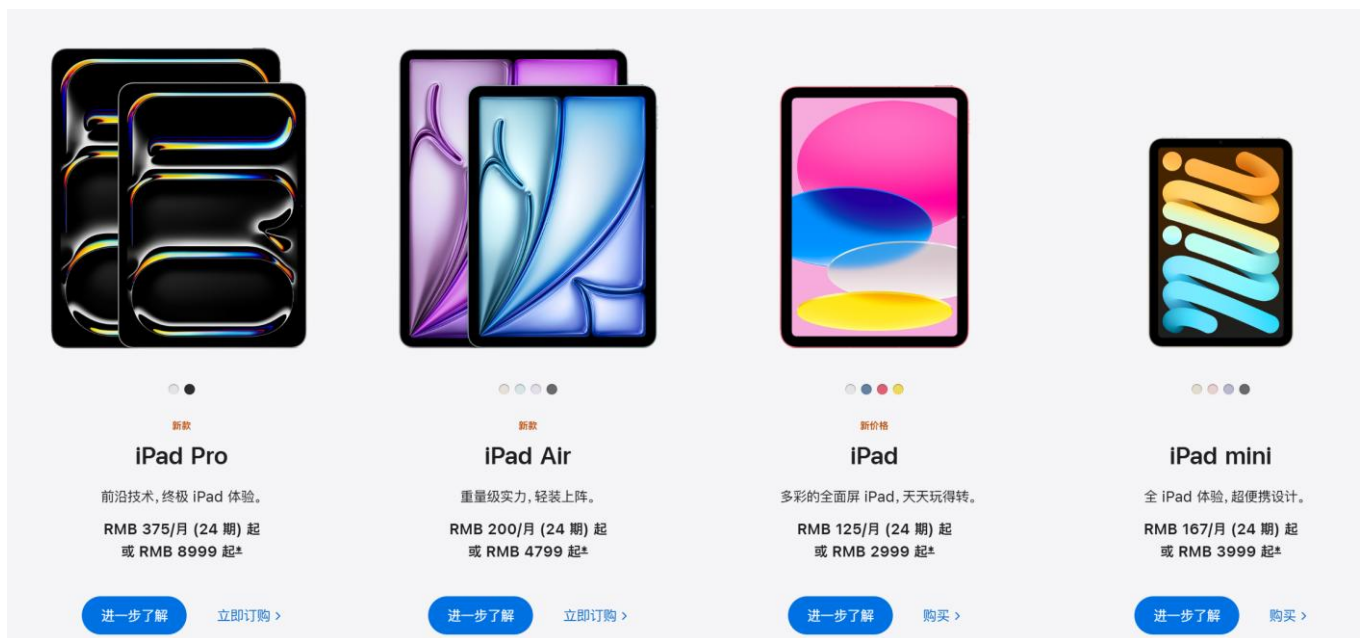 新款
iPad Pro
前沿技术，终极 iPad 体验。
RMB 375/月 (24 期) 起
或 RMB 8999 起*
进一步了解 立即订购 >
新款
iPad Air
重量级实力，轻装上阵。
RMB 200/月 (24 期) 起
或 RMB 4799 起*
进一步了解 立即订购 >
新价格
iPad
多彩的全面屏 iPad，天天玩得转。
RMB 125/月 (24 期) 起
或 RMB 2999 起*
进一步了解 购买 >
iPad mini
全 iPad 体验，超便携设计。
RMB 167/月 (24 期) 起
或 RMB 3999 起*
进一步了解 购买 >